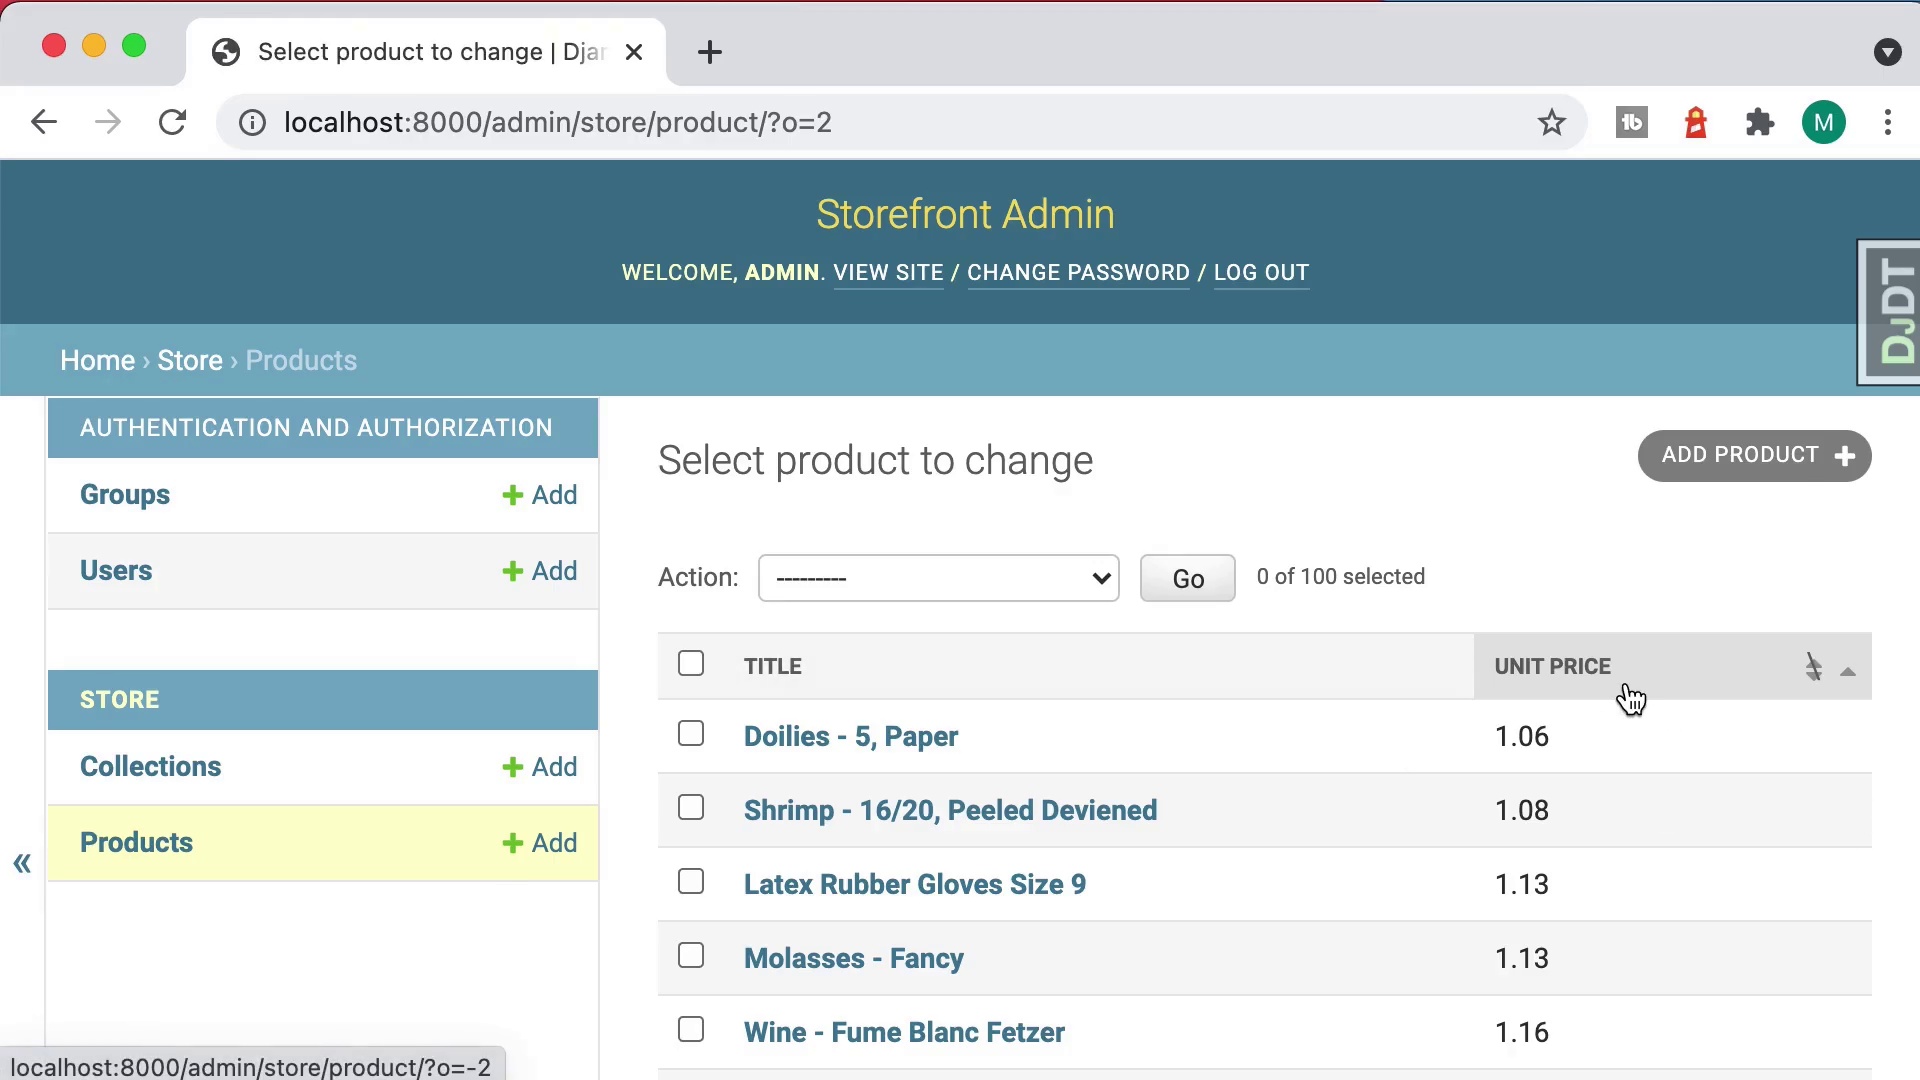 Select product to change | Djan
localhost:8000/admin/store/product/?o=2
M
Storefront Admin
WELCOME, ADMIN. VIEW SITE / CHANGE PASSWORD / LOG OUT
DJDT
Home › Store › Products
AUTHENTICATION AND AUTHORIZATION
Groups + Add
Users + Add
STORE
Collections + Add
Products + Add
«
Select product to change
ADD PRODUCT +
Action: --------- Go 0 of 100 selected
TITLE UNIT PRICE
Doilies - 5, Paper 1.06
Shrimp - 16/20, Peeled Deviened 1.08
Latex Rubber Gloves Size 9 1.13
Molasses - Fancy 1.13
Wine - Fume Blanc Fetzer 1.16
localhost:8000/admin/store/product/?o=-2